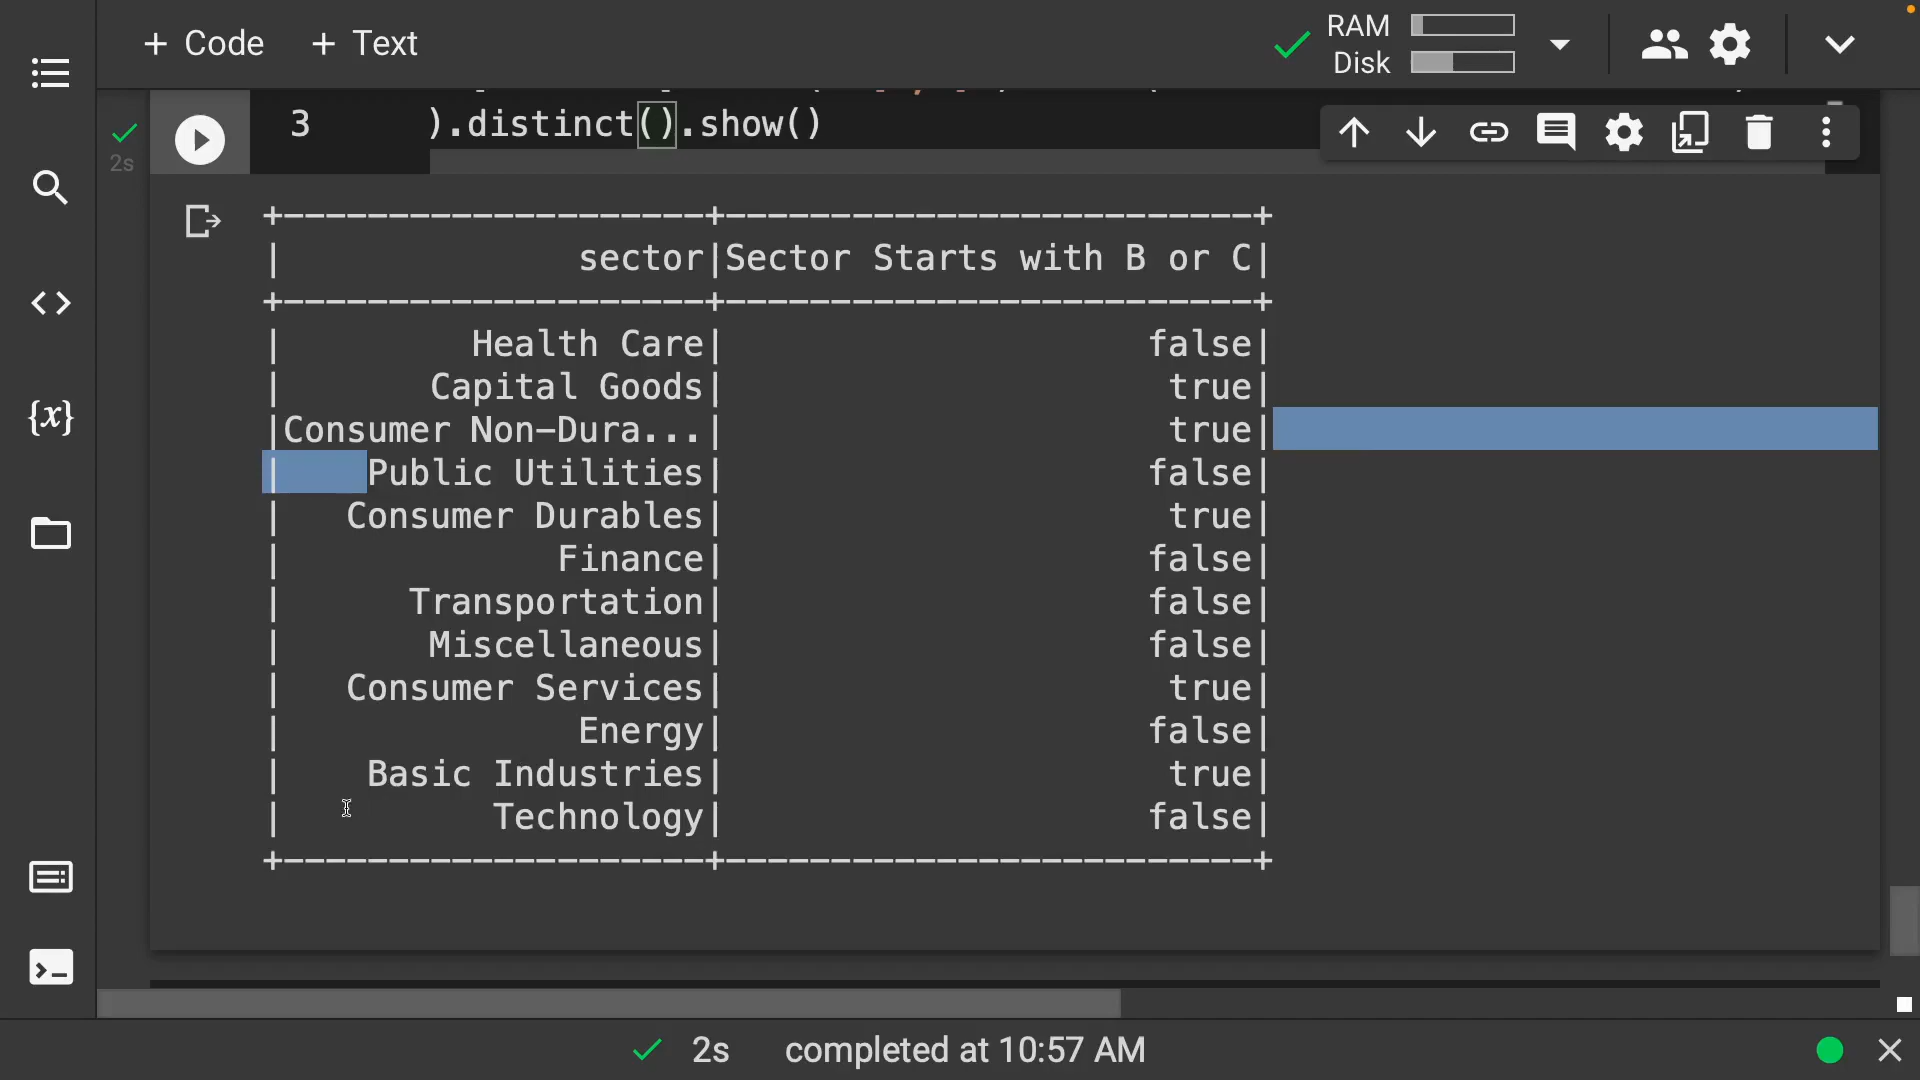 + Code + Text
RAM
Disk
3 ).distinct().show()
2s
+--------------------+-------------------------+
|              sector|Sector Starts with B or C|
+--------------------+-------------------------+
|         Health Care|                    false|
|       Capital Goods|                     true|
|Consumer Non-Dura...|                     true|
|    Public Utilities|                    false|
|   Consumer Durables|                     true|
|             Finance|                    false|
|      Transportation|                    false|
|       Miscellaneous|                    false|
|   Consumer Services|                     true|
|              Energy|                    false|
|    Basic Industries|                     true|
|          Technology|                    false|
+--------------------+-------------------------+
{x}
2s completed at 10:57 AM